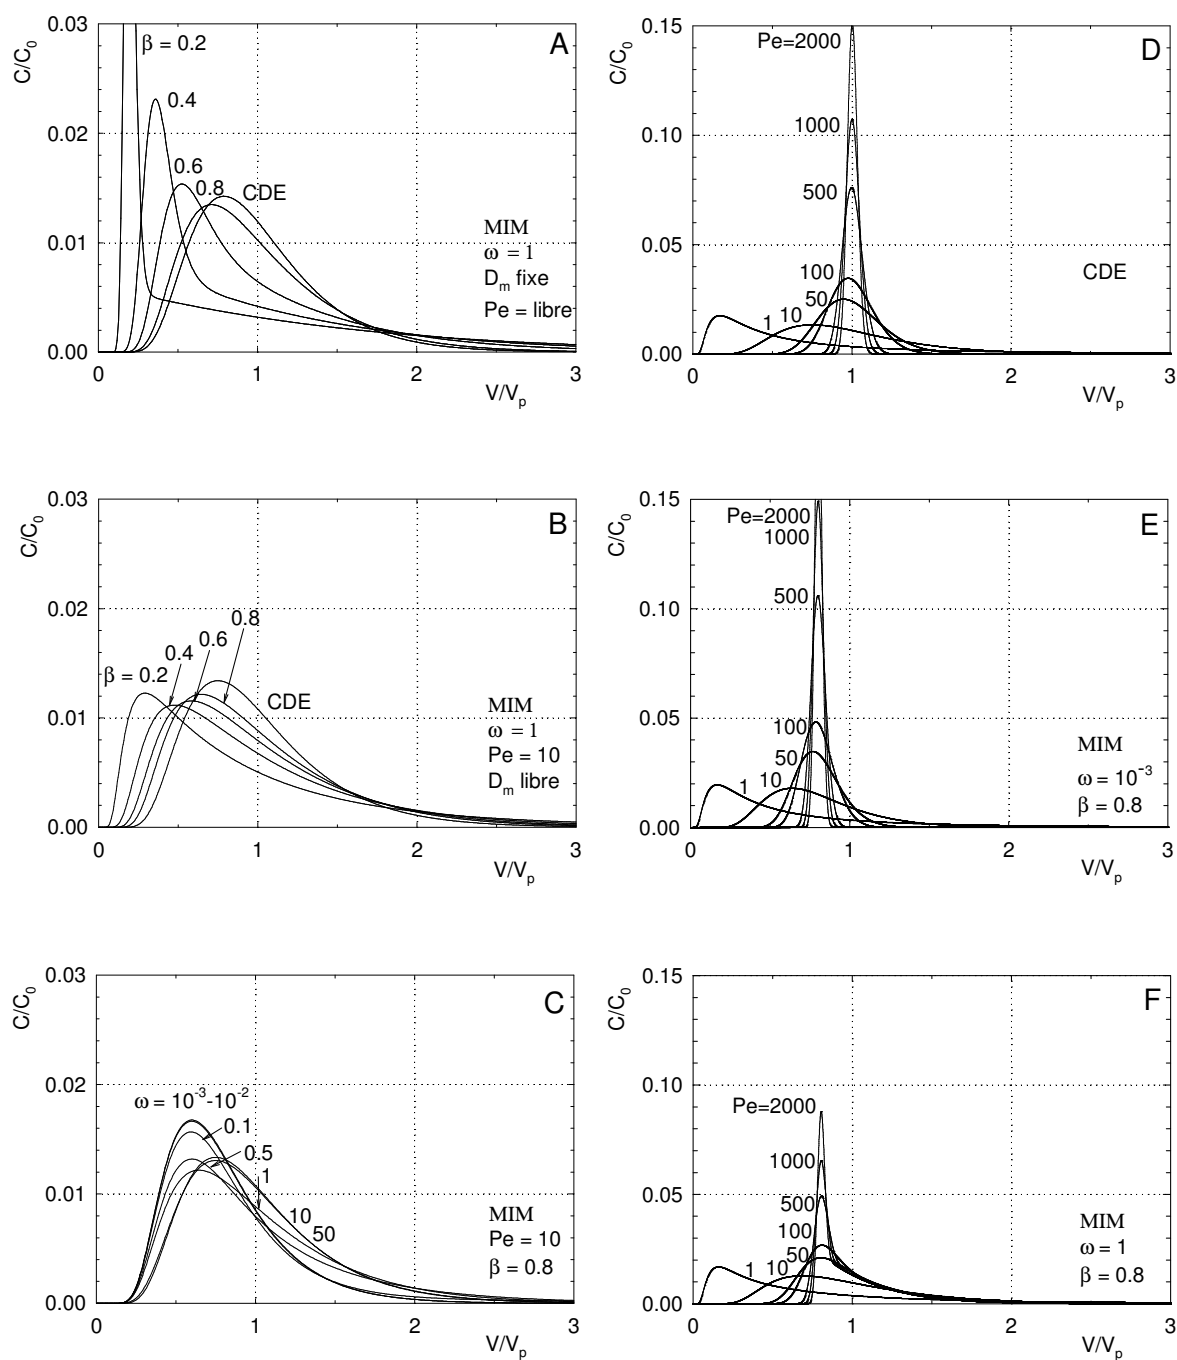 A
C/C₀
0.03
0.02
0.01
0.00
β = 0.2
0.4
0.6
0.8
CDE
MIM
ω = 1
Dₘ fixe
Pe = libre
0 1 2 3
V/Vₚ
D
C/C₀
0.15
0.10
0.05
0.00
Pe=2000
1000
500
100
50
10
1
CDE
0 1 2 3
V/Vₚ
B
C/C₀
0.03
0.02
0.01
0.00
β = 0.2
0.4
0.6
0.8
CDE
MIM
ω = 1
Pe = 10
Dₘ libre
0 1 2 3
V/Vₚ
E
C/C₀
0.15
0.10
0.05
0.00
Pe=2000
1000
500
100
50
10
1
MIM
ω = 10⁻³
β = 0.8
0 1 2 3
V/Vₚ
C
C/C₀
0.03
0.02
0.01
0.00
ω = 10⁻³-10⁻²
0.1
0.5
1
10
50
MIM
Pe = 10
β = 0.8
0 1 2 3
V/Vₚ
F
C/C₀
0.15
0.10
0.05
0.00
Pe=2000
1000
500
100
50
10
1
MIM
ω = 1
β = 0.8
0 1 2 3
V/Vₚ